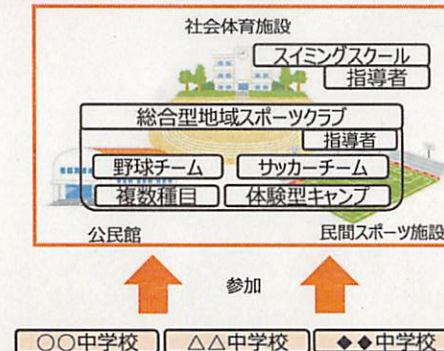 社会体育施設
スイミングスクール
指導者
総合型地域スポーツクラブ
指導者
野球チーム
サッカーチーム
複数種目
体験型キャンプ
公民館
民間スポーツ施設
参加
○○中学校
△△中学校
◆◆中学校